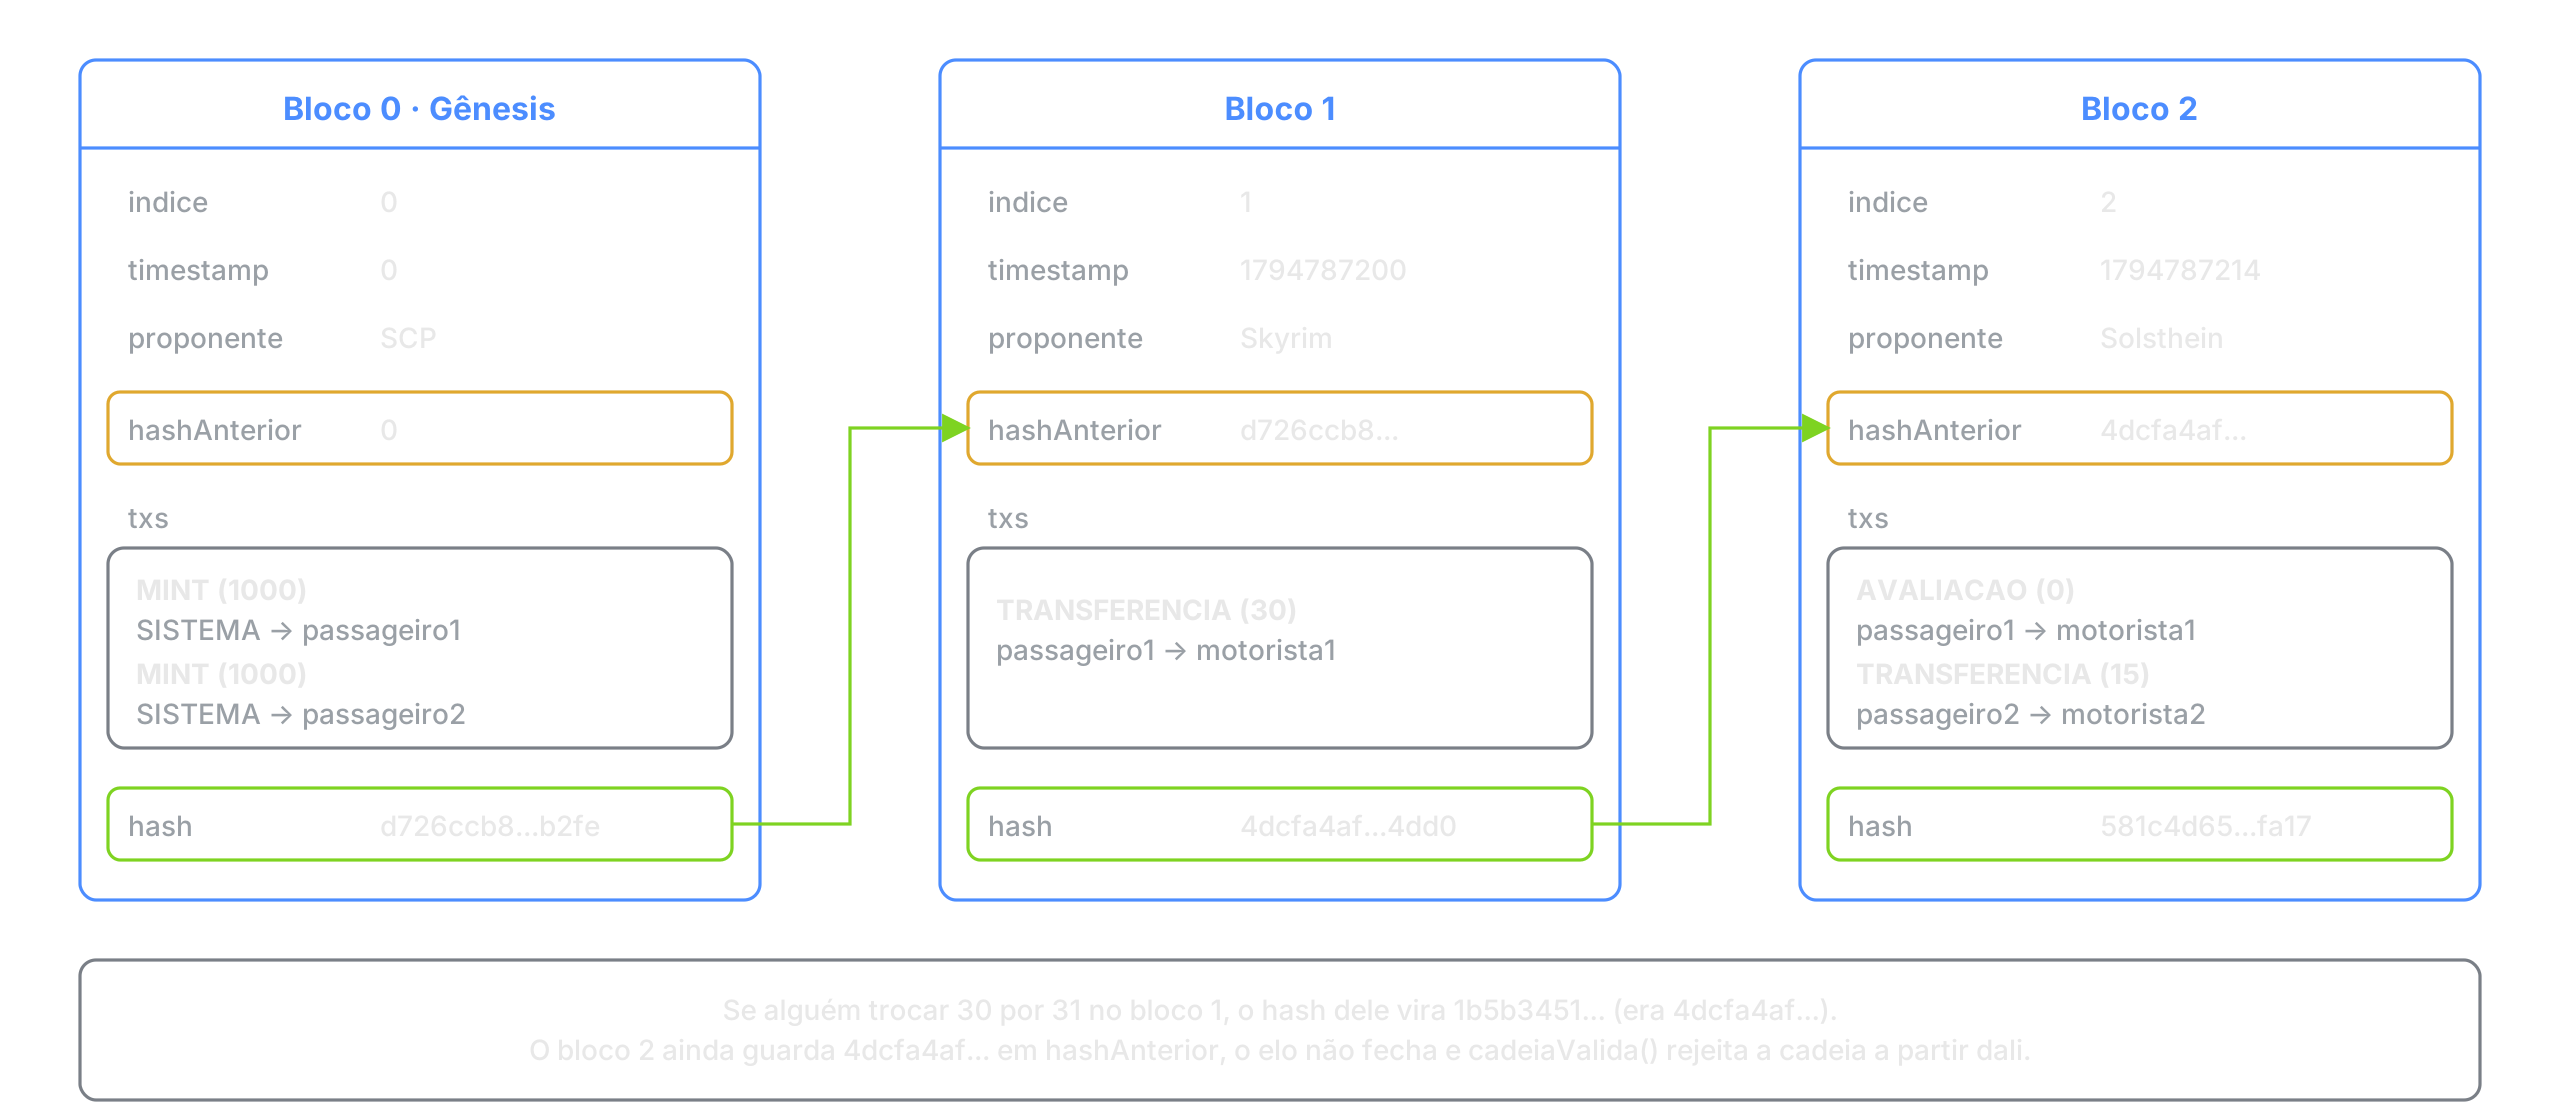 Bloco 0 · Gênesis
indice 0
timestamp 0
proponente SCP
hashAnterior 0
txs
MINT (1000)
SISTEMA → passageiro1
MINT (1000)
SISTEMA → passageiro2
hash d726ccb8...b2fe
Bloco 1
indice 1
timestamp 1794787200
proponente Skyrim
hashAnterior d726ccb8...
txs
TRANSFERENCIA (30)
passageiro1 → motorista1
hash 4dcfa4af...4dd0
Bloco 2
indice 2
timestamp 1794787214
proponente Solsthein
hashAnterior 4dcfa4af...
txs
AVALIACAO (0)
passageiro1 → motorista1
TRANSFERENCIA (15)
passageiro2 → motorista2
hash 581c4d65...fa17
Se alguém trocar 30 por 31 no bloco 1, o hash dele vira 1b5b3451... (era 4dcfa4af...).
O bloco 2 ainda guarda 4dcfa4af... em hashAnterior, o elo não fecha e cadeiaValida() rejeita a cadeia a partir dali.